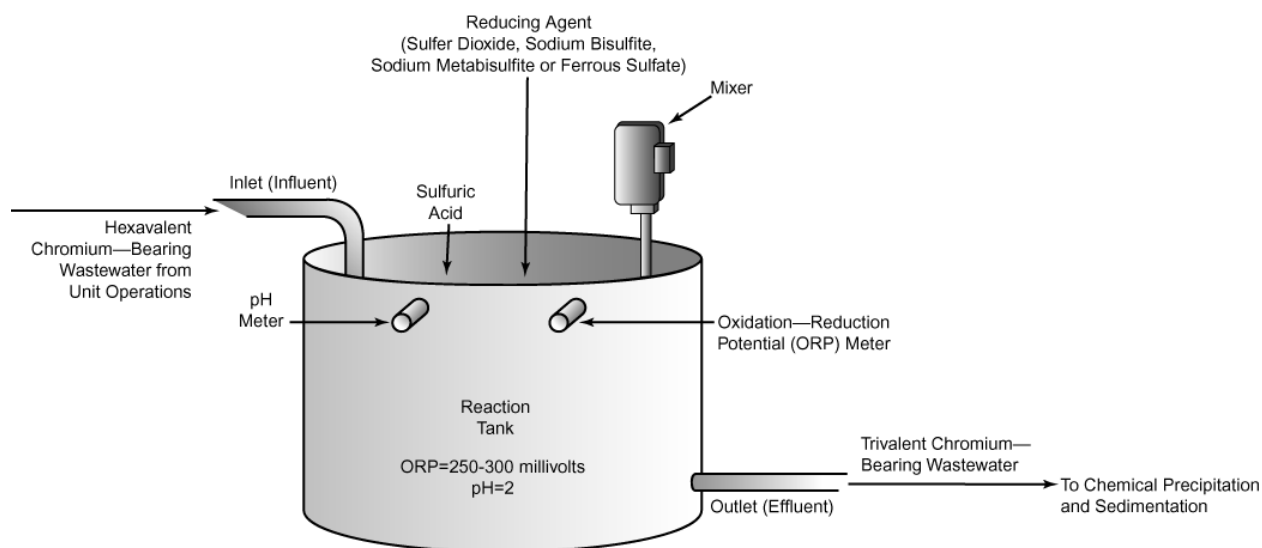 Reducing Agent
(Sulfer Dioxide, Sodium Bisulfite,
Sodium Metabisulfite or Ferrous Sulfate)
Mixer
Inlet (Influent)
Sulfuric
Acid
Hexavalent
Chromium—Bearing
Wastewater from
Unit Operations
pH
Meter
Oxidation—Reduction
Potential (ORP) Meter
Reaction
Tank
ORP=250-300 millivolts
pH=2
Trivalent Chromium—
Bearing Wastewater
Outlet (Effluent)
To Chemical Precipitation
and Sedimentation